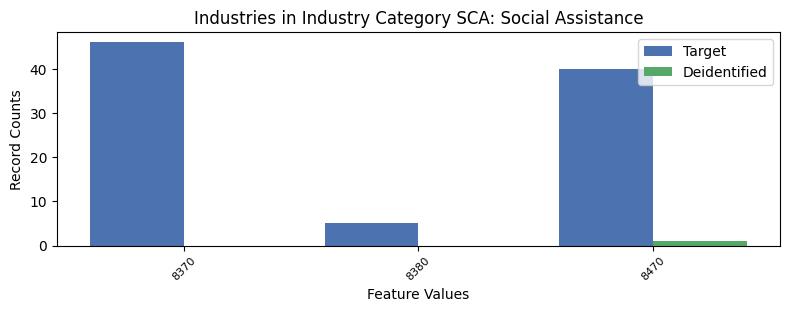 Industries in Industry Category SCA: Social Assistance
Record Counts
40
30
20
10
0
Target
Deidentified
8370
8380
8470
Feature Values